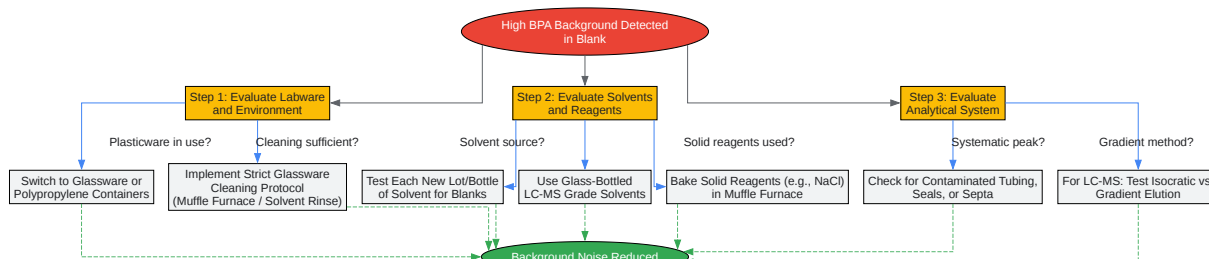 High BPA Background Detected
in Blank
Step 1: Evaluate Labware
and Environment
Step 2: Evaluate Solvents
and Reagents
Step 3: Evaluate
Analytical System
Plasticware in use?
Cleaning sufficient?
Solvent source?
Solid reagents used?
Systematic peak?
Gradient method?
Switch to Glassware or
Polypropylene Containers
Implement Strict Glassware
Cleaning Protocol
(Muffle Furnace / Solvent Rinse)
Test Each New Lot/Bottle
of Solvent for Blanks
Use Glass-Bottled
LC-MS Grade Solvents
Bake Solid Reagents (e.g., NaCl)
in Muffle Furnace
Check for Contaminated Tubing,
Seals, or Septa
For LC-MS: Test Isocratic vs
Gradient Elution
Background Noise Reduced